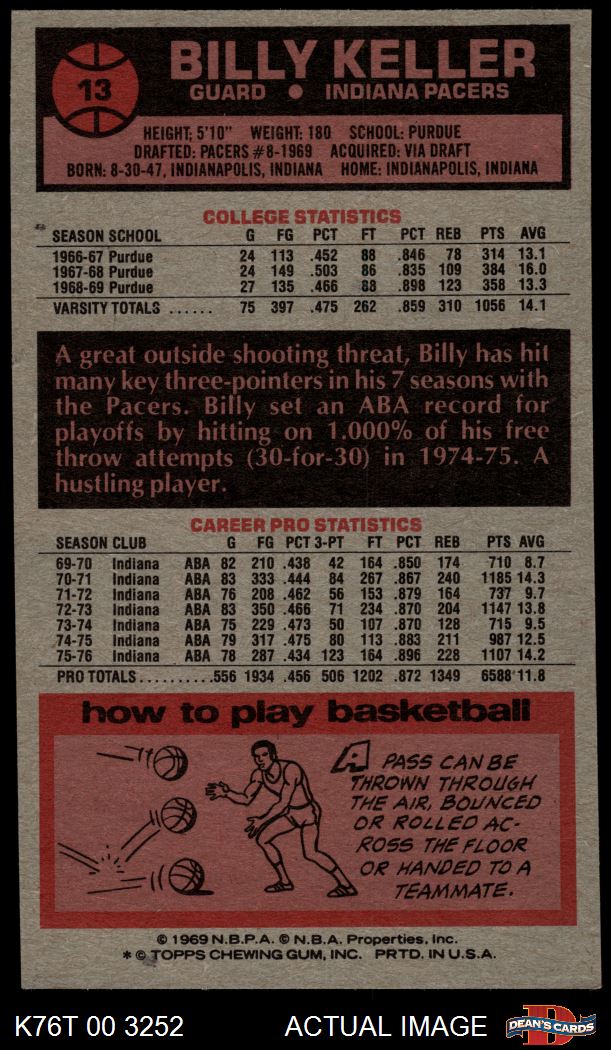 13
BILLY KELLER
GUARD ● INDIANA PACERS
HEIGHT: 5'10" WEIGHT: 180 SCHOOL: PURDUE
DRAFTED: PACERS #8-1969 ACQUIRED: VIA DRAFT
BORN: 8-30-47, INDIANAPOLIS, INDIANA HOME: INDIANAPOLIS, INDIANA
COLLEGE STATISTICS
SEASON SCHOOL G FG PCT FT PCT REB PTS AVG
1966-67 Purdue 24 113 .452 88 .846 78 314 13.1
1967-68 Purdue 24 149 .503 86 .835 109 384 16.0
1968-69 Purdue 27 135 .466 88 .898 123 358 13.3
VARSITY TOTALS ...... 75 397 .475 262 .859 310 1056 14.1
A great outside shooting threat, Billy has hit
many key three-pointers in his 7 seasons with
the Pacers. Billy set an ABA record for
playoffs by hitting on 1.000% of his free
throw attempts (30-for-30) in 1974-75. A
hustling player.
CAREER PRO STATISTICS
SEASON CLUB G FG PCT 3-PT FT PCT REB PTS AVG
69-70 Indiana ABA 82 210 .438 42 164 .850 174 710 8.7
70-71 Indiana ABA 83 333 .444 84 267 .867 240 1185 14.3
71-72 Indiana ABA 76 208 .462 56 153 .879 164 737 9.7
72-73 Indiana ABA 83 350 .466 71 234 .870 204 1147 13.8
73-74 Indiana ABA 75 229 .473 50 107 .870 128 715 9.5
74-75 Indiana ABA 79 317 .475 80 113 .883 211 987 12.5
75-76 Indiana ABA 78 287 .434 123 164 .896 228 1107 14.2
PRO TOTALS.......... 556 1934 .456 506 1202 .872 1349 6588 11.8
how to play basketball
A PASS CAN BE
THROWN THROUGH
THE AIR, BOUNCED
OR ROLLED AC-
ROSS THE FLOOR
OR HANDED TO A
TEAMMATE.
© 1969 N.B.P.A. © N.B.A. Properties, Inc.
* © TOPPS CHEWING GUM, INC. PRTD. IN U.S.A.
K76T 00 3252 ACTUAL IMAGE
D
DEAN'S CARDS